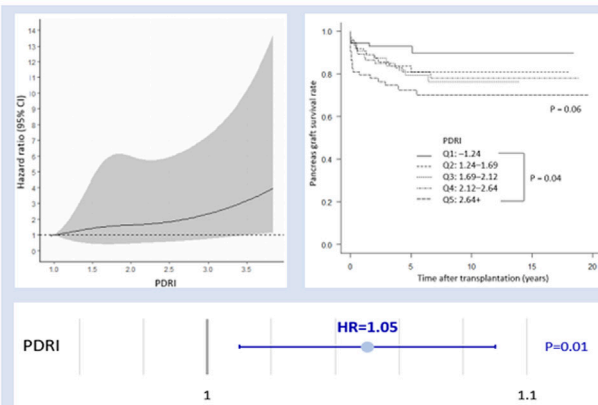 Hazard ratio (95% CI)
14
13
12
11
10
9
8
7
6
5
4
3
2
1
0
1.0 1.5 2.0 2.5 3.0 3.5
PDRI
Pancreas graft survival rate
1.0
0.8
0.6
0.4
0.2
0.0
P = 0.06
PDRI
Q1: –1.24
Q2: 1.24–1.69
Q3: 1.69–2.12
Q4: 2.12–2.64
Q5: 2.64+
P = 0.04
0 5 10 15 20
Time after transplantation (years)
PDRI
HR=1.05
P=0.01
1 1.1